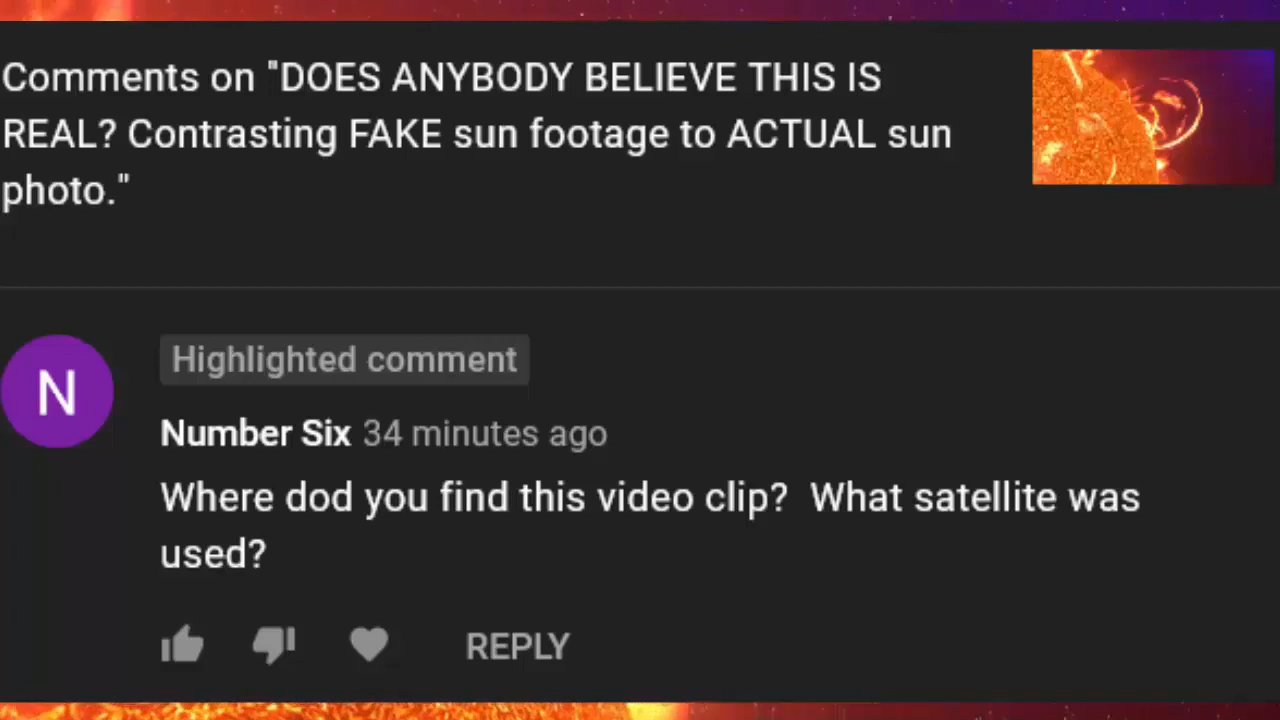 Comments on "DOES ANYBODY BELIEVE THIS IS
REAL? Contrasting FAKE sun footage to ACTUAL sun
photo."
N
Highlighted comment
Number Six 34 minutes ago
Where dod you find this video clip?  What satellite was
used?
REPLY